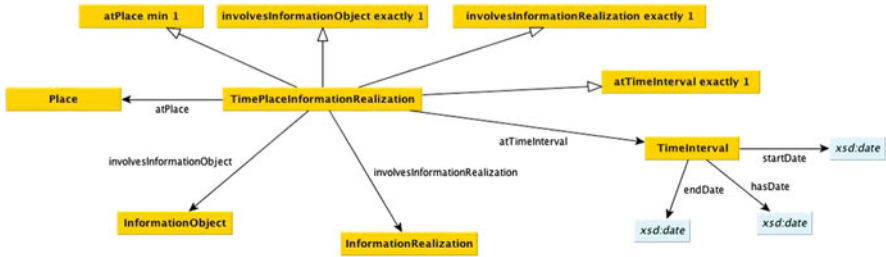 atPlace min 1
involvesInformationObject exactly 1
involvesInformationRealization exactly 1
atTimeInterval exactly 1
Place
TimePlaceInformationRealization
atPlace
atTimeInterval
TimeInterval
xsd:date
startDate
involvesInformationObject
involvesInformationRealization
endDate
hasDate
InformationObject
xsd:date
xsd:date
InformationRealization